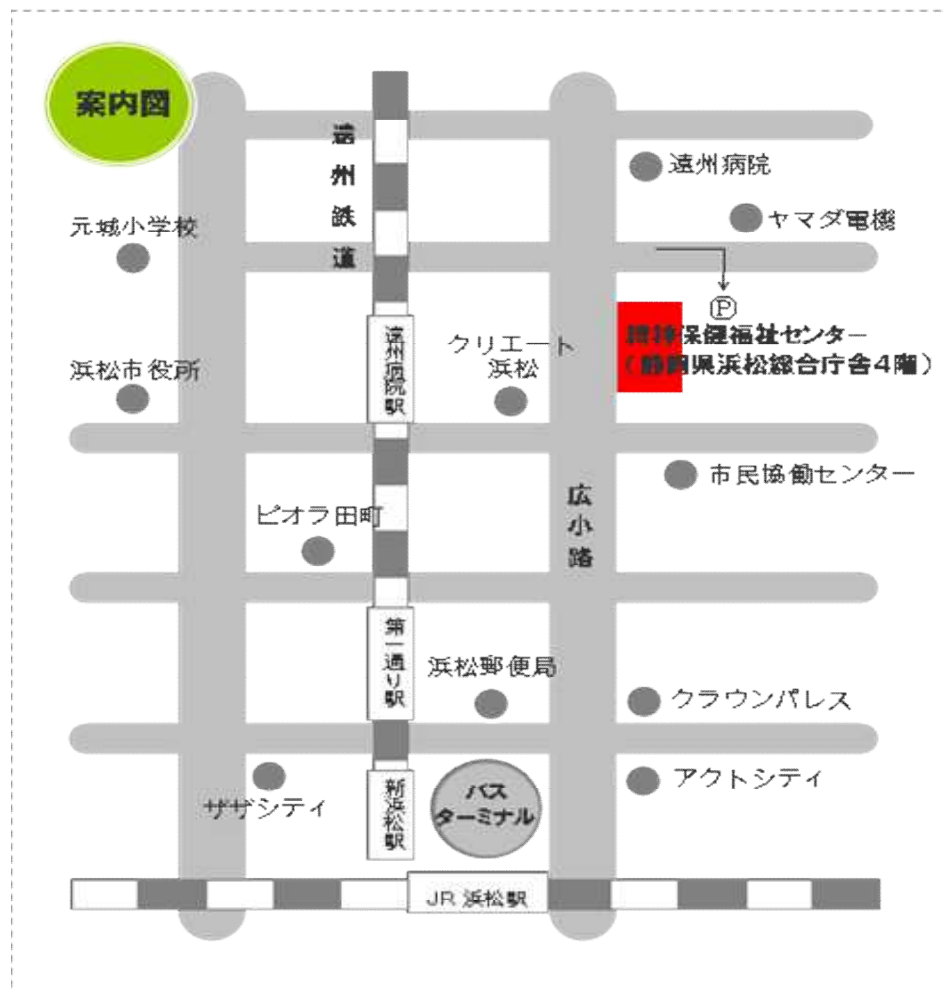 案内図
遠州鉄道
遠州病院
ヤマダ電機
元城小学校
Ⓟ
精神保健福祉センター
(静岡県浜松総合庁舎4階)
遠州病院駅
クリエート
浜松
浜松市役所
市民協働センター
広小路
ビオラ田町
第一通り駅
浜松郵便局
クラウンパレス
アクトシティ
ザザシティ
新浜松駅
バス
ターミナル
JR 浜松駅